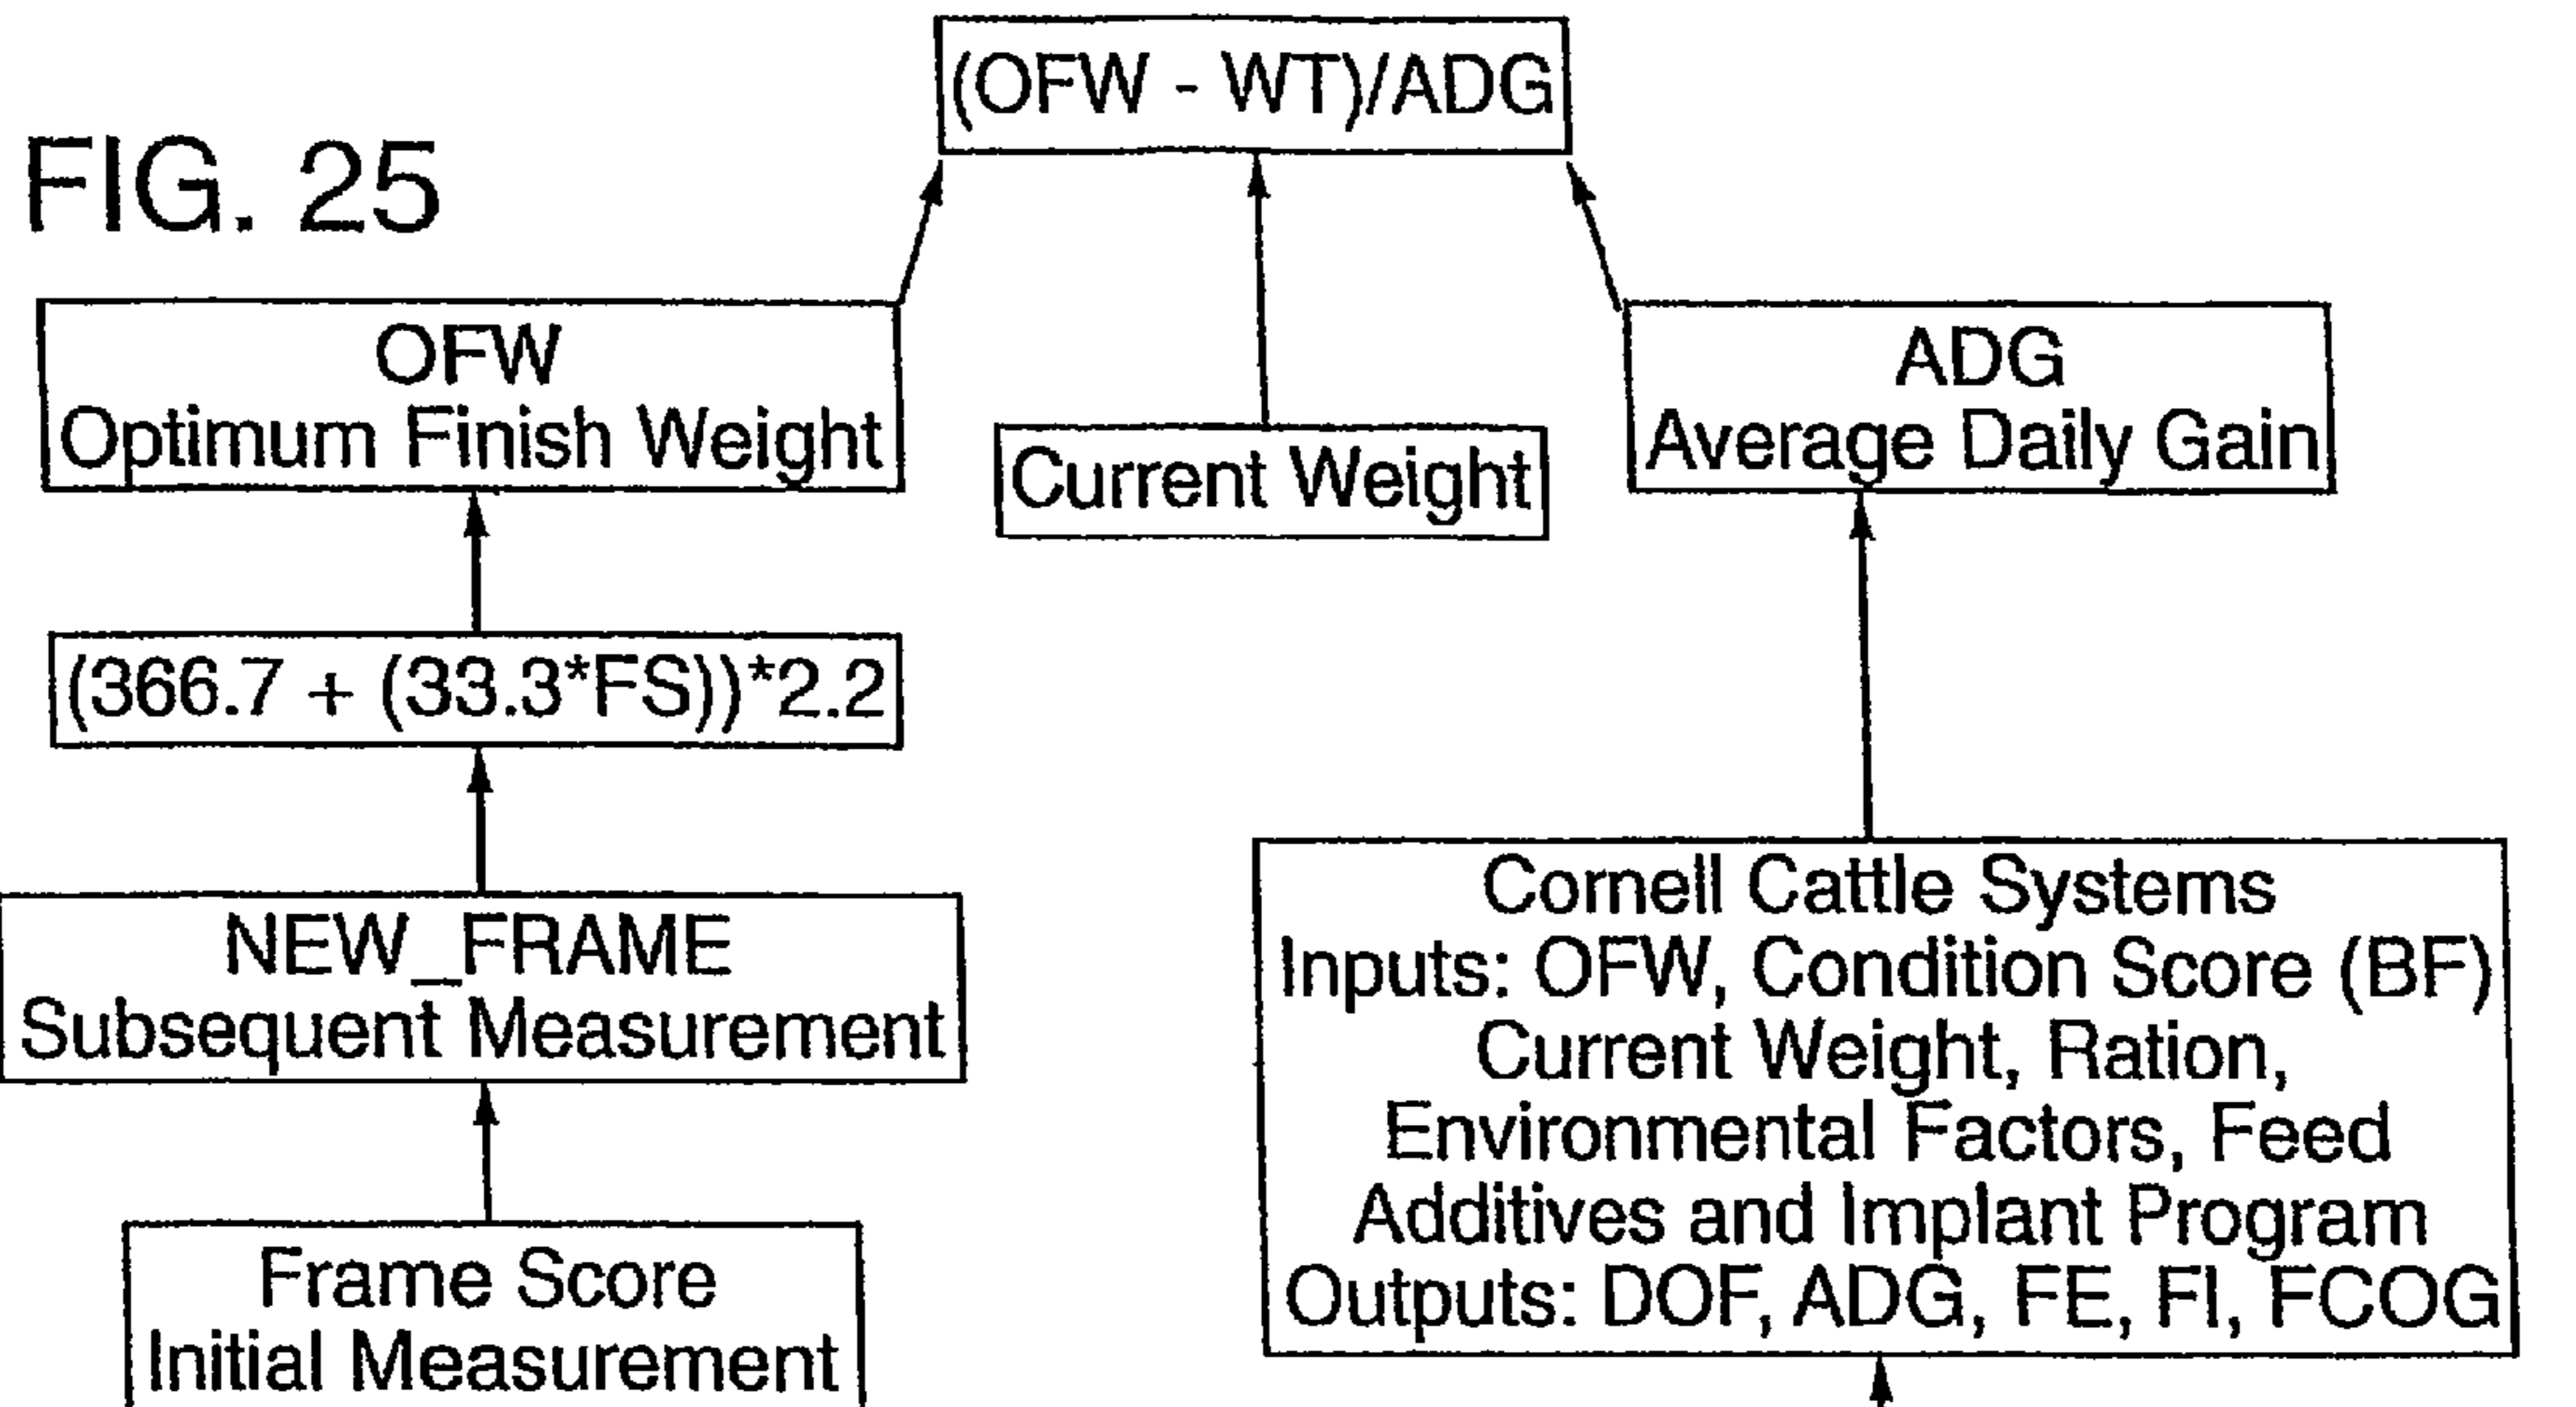 (OFW - WT)/ADG
FIG. 25
OFW
Optimum Finish Weight
Current Weight
ADG
Average Daily Gain
(366.7 + (33.3*FS))*2.2
NEW_FRAME
Subsequent Measurement
Frame Score
Initial Measurement
Cornell Cattle Systems
Inputs: OFW, Condition Score (BF)
Current Weight, Ration,
Environmental Factors, Feed
Additives and Implant Program
Outputs: DOF, ADG, FE, FI, FCOG